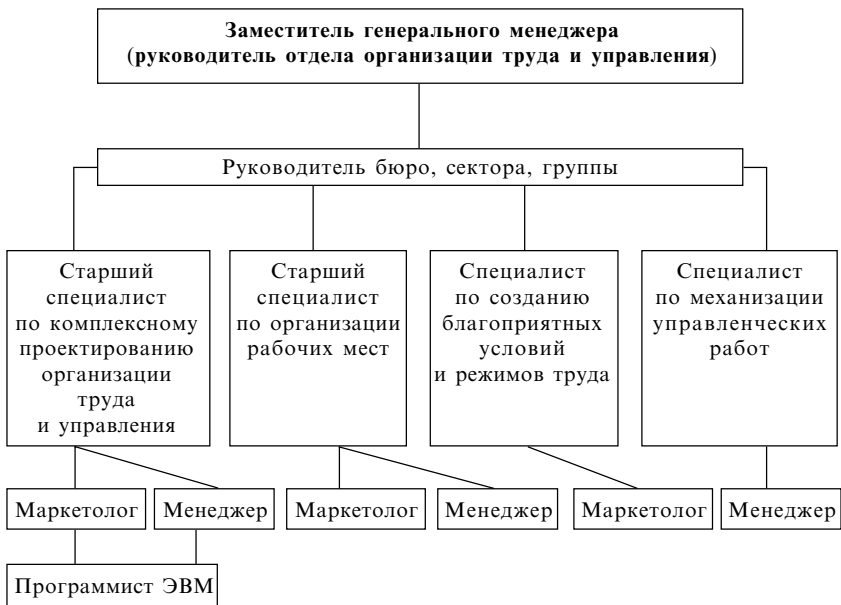 Заместитель генерального менеджера
(руководитель отдела организации труда и управления)
Руководитель бюро, сектора, группы
Старший
специалист
по комплексному
проектированию
организации
труда
и управления
Старший
специалист
по организации
рабочих мест
Специалист
по созданию
благоприятных
условий
и режимов труда
Специалист
по механизации
управленческих
работ
Маркетолог
Менеджер
Маркетолог
Менеджер
Маркетолог
Менеджер
Программист ЭВМ